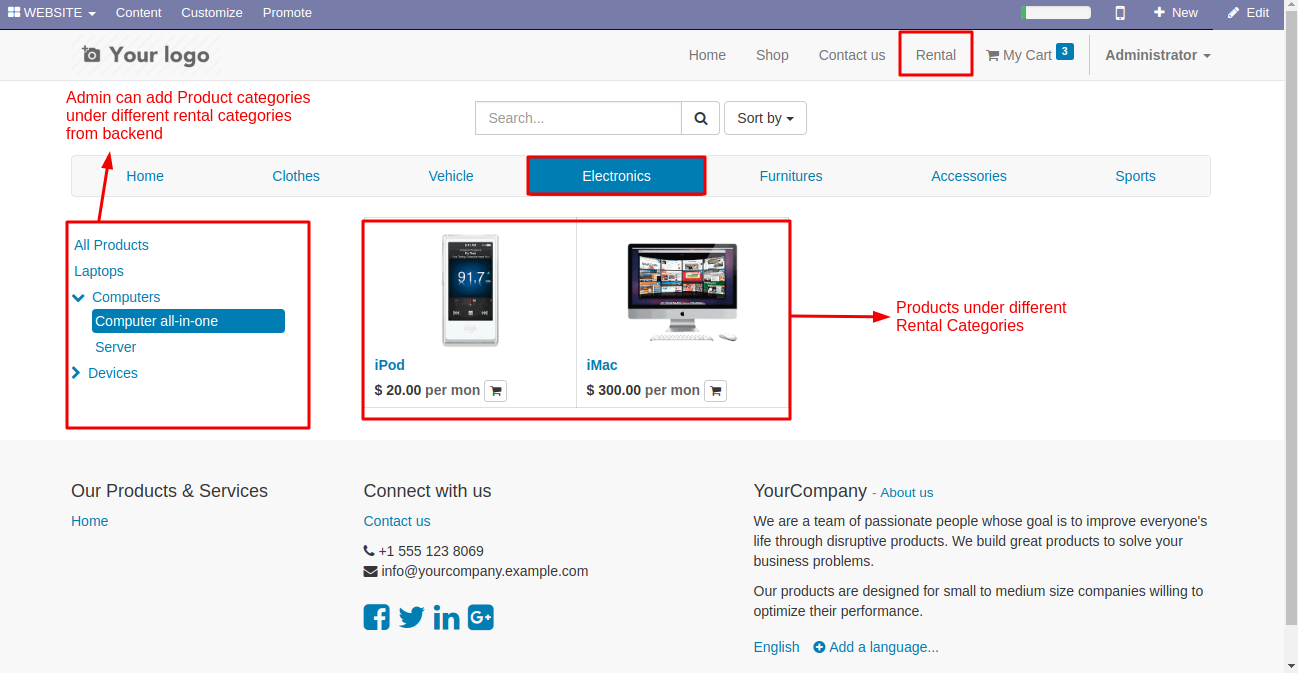 WEBSITE Content Customize Promote New Edit
Your logo
Home Shop Contact us Rental My Cart 3 Administrator
Admin can add Product categories
under different rental categories
from backend
Search... Sort by
Home Clothes Vehicle Electronics Furnitures Accessories Sports
All Products
Laptops
Computers
Computer all-in-one
Server
Devices
91.7
iPod
$ 20.00 per mon
iMac
$ 300.00 per mon
Products under different
Rental Categories
Our Products & Services
Home
Connect with us
Contact us
+1 555 123 8069
info@yourcompany.example.com
YourCompany - About us
We are a team of passionate people whose goal is to improve everyone's
life through disruptive products. We build great products to solve your
business problems.
Our products are designed for small to medium size companies willing to
optimize their performance.
English Add a language...